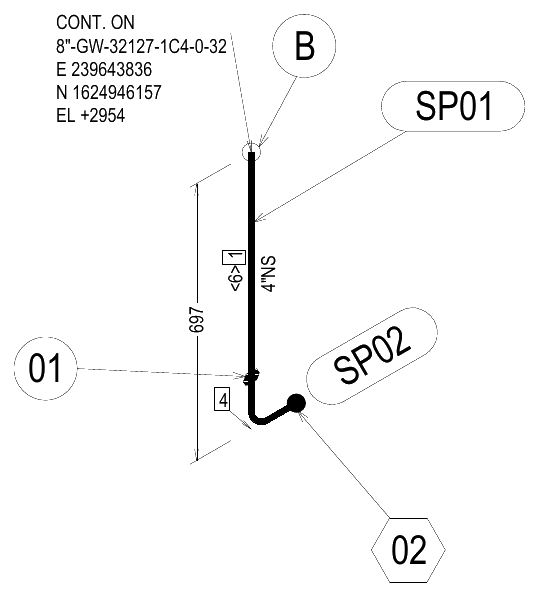 CONT. ON
8"-GW-32127-1C4-0-32
E 239643836
N 1624946157
EL +2954
B
SP01
<6> 1
4"NS
697
01
SP02
4
02